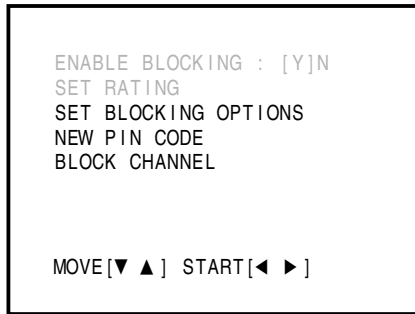 ENABLE BLOCKING : [Y]N
SET RATING
SET BLOCKING OPTIONS
NEW PIN CODE
BLOCK CHANNEL
MOVE[▼ ▲] START[◄ ►]